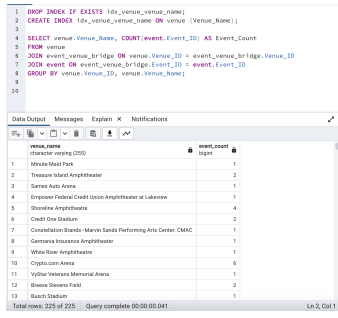 1 DROP INDEX IF EXISTS idx_venue_venue_name;
2 CREATE INDEX idx_venue_venue_name ON venue (Venue_Name);
3
4 SELECT venue.Venue_Name, COUNT(event.Event_ID) AS Event_Count
5 FROM venue
6 JOIN event_venue_bridge ON venue.Venue_ID = event_venue_bridge.Venue_ID
7 JOIN event ON event_venue_bridge.Event_ID = event.Event_ID
8 GROUP BY venue.Venue_ID, venue.Venue_Name;
9
10
Data Output Messages Explain × Notifications
venue_name event_count
character varying (255) bigint
1 Minute Maid Park 1
2 Treasure Island Amphitheater 2
3 Sames Auto Arena 1
4 Empower Federal Credit Union Amphitheater at Lakeview 1
5 Shoreline Amphitheatre 4
6 Credit One Stadium 2
7 Constellation Brands-Marvin Sands Performing Arts Center: CMAC 1
8 Germania Insurance Amphitheater 1
9 White River Amphitheatre 1
10 Crypto.com Arena 6
11 VyStar Veterans Memorial Arena 1
12 Breese Stevens Field 2
13 Busch Stadium 1
Total rows: 225 of 225 Query complete 00:00:00.041 Ln 2, Col 1